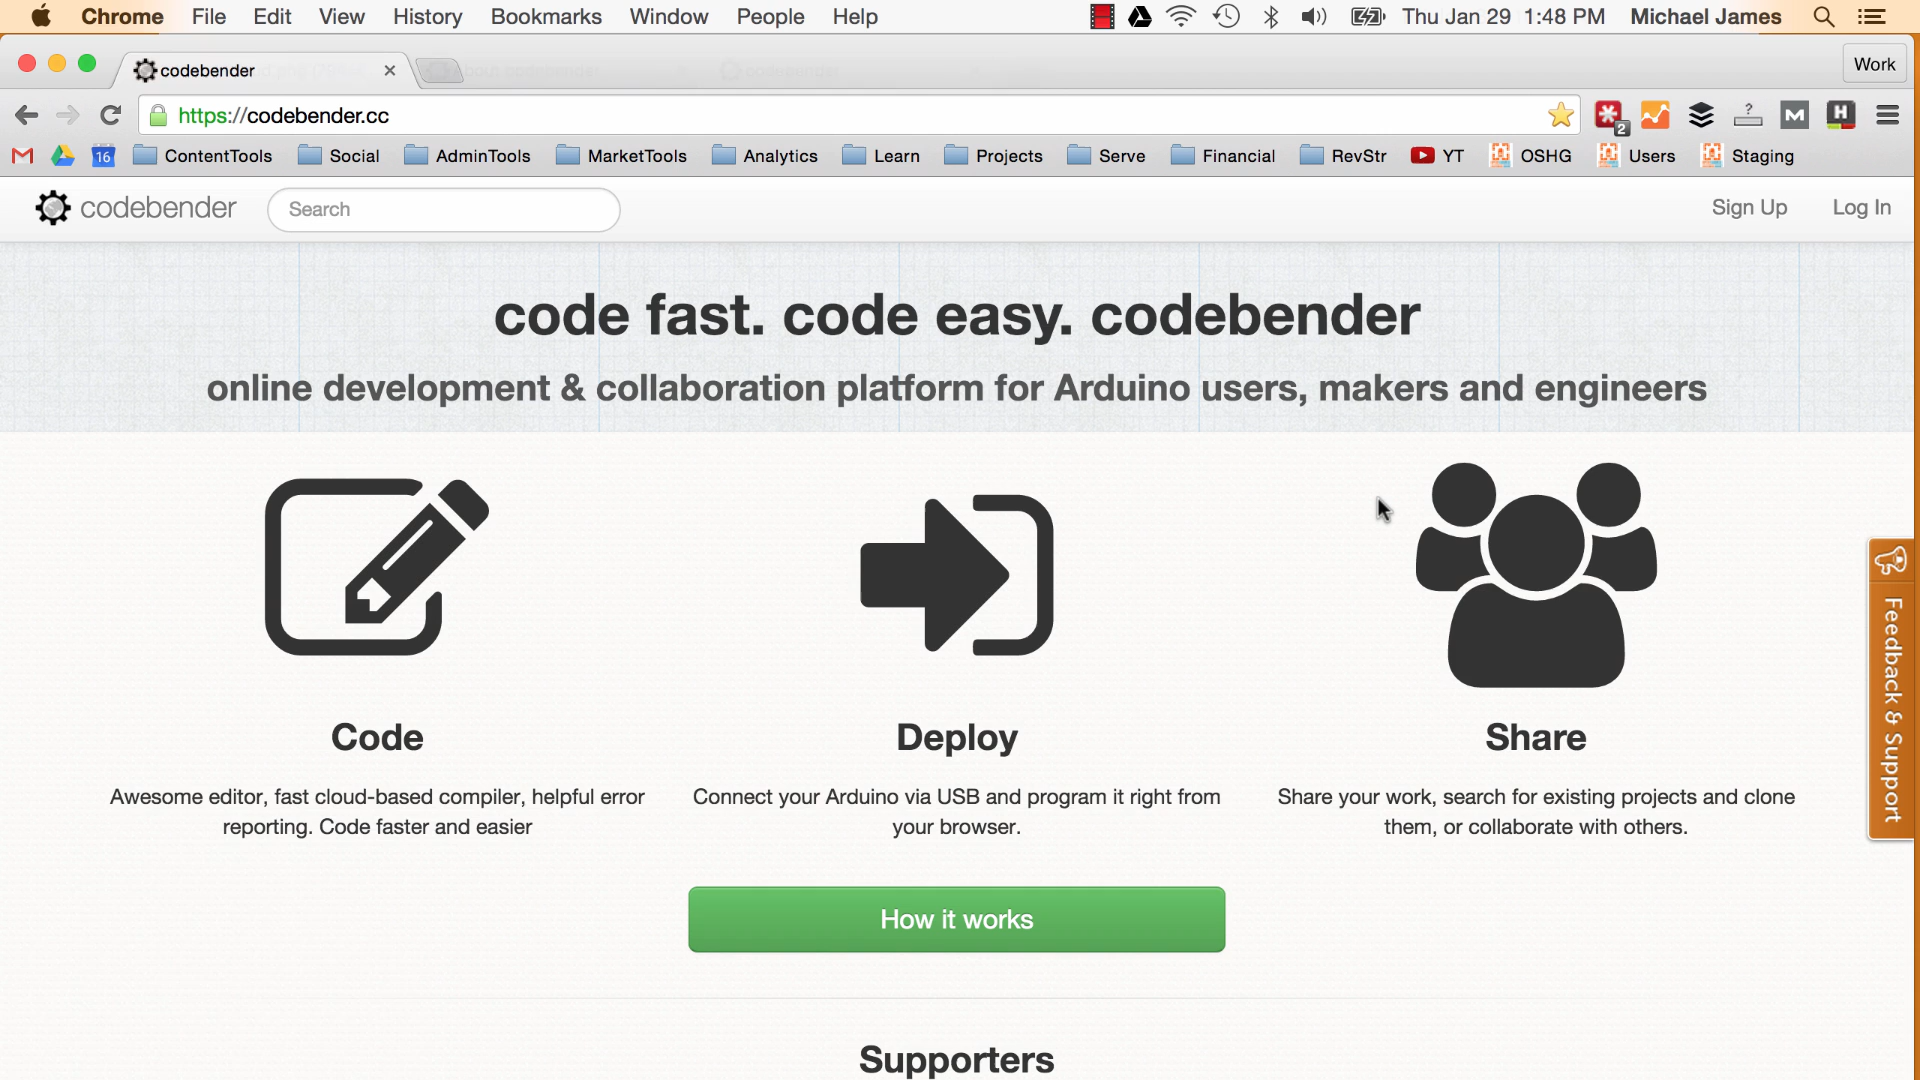 Chrome File Edit View History Bookmarks Window People Help Thu Jan 29 1:48 PM Michael James
codebender Work
https://codebender.cc
2 ? M H
16 ContentTools Social AdminTools MarketTools Analytics Learn Projects Serve Financial RevStr YT OSHG Users Staging
codebender Search Sign Up Log In
code fast. code easy. codebender
online development & collaboration platform for Arduino users, makers and engineers
Code
Awesome editor, fast cloud-based compiler, helpful error
reporting. Code faster and easier
Deploy
Connect your Arduino via USB and program it right from
your browser.
Share
Share your work, search for existing projects and clone
them, or collaborate with others.
Feedback & Support
How it works
Supporters